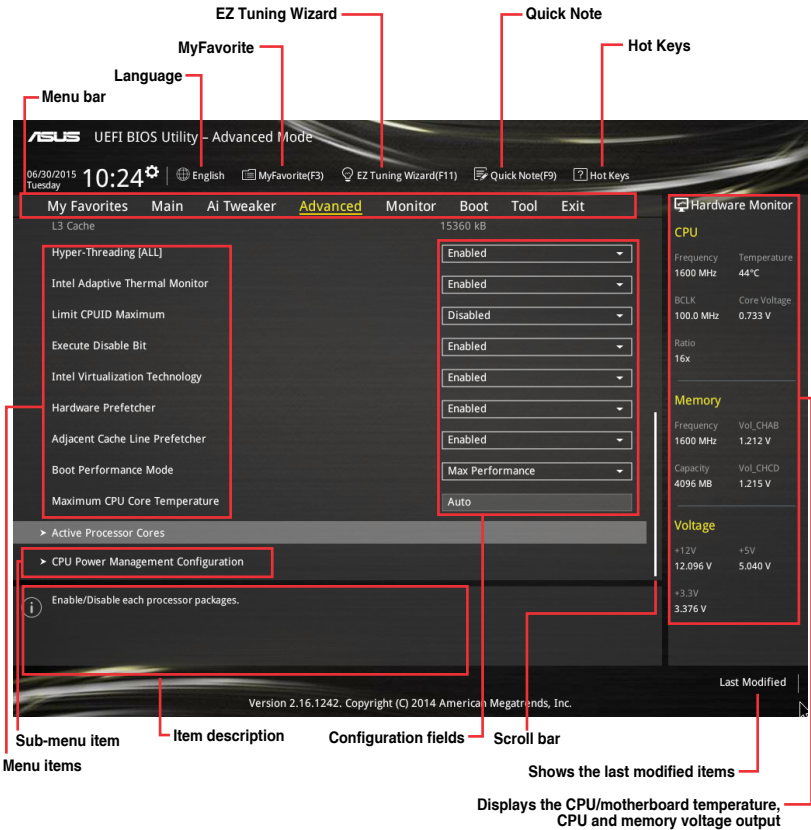 EZ Tuning Wizard
Quick Note
MyFavorite
Hot Keys
Language
Menu bar
ASUS UEFI BIOS Utility – Advanced Mode
06/30/2015
Tuesday
10:24
English
MyFavorite(F3)
EZ Tuning Wizard(F11)
Quick Note(F9)
? Hot Keys
My Favorites Main Ai Tweaker Advanced Monitor Boot Tool Exit
Hardware Monitor
L3 Cache 15360 kB
Hyper-Threading [ALL] Enabled
Intel Adaptive Thermal Monitor Enabled
Limit CPUID Maximum Disabled
Execute Disable Bit Enabled
Intel Virtualization Technology Enabled
Hardware Prefetcher Enabled
Adjacent Cache Line Prefetcher Enabled
Boot Performance Mode Max Performance
Maximum CPU Core Temperature Auto
> Active Processor Cores
> CPU Power Management Configuration
i Enable/Disable each processor packages.
CPU
Frequency Temperature
1600 MHz 44°C
BCLK Core Voltage
100.0 MHz 0.733 V
Ratio
16x
Memory
Frequency Vol_CHAB
1600 MHz 1.212 V
Capacity Vol_CHCD
4096 MB 1.215 V
Voltage
+12V +5V
12.096 V 5.040 V
+3.3V
3.376 V
Last Modified
Version 2.16.1242. Copyright (C) 2014 American Megatrends, Inc.
Sub-menu item
Item description
Configuration fields
Scroll bar
Menu items
Shows the last modified items
Displays the CPU/motherboard temperature,
CPU and memory voltage output